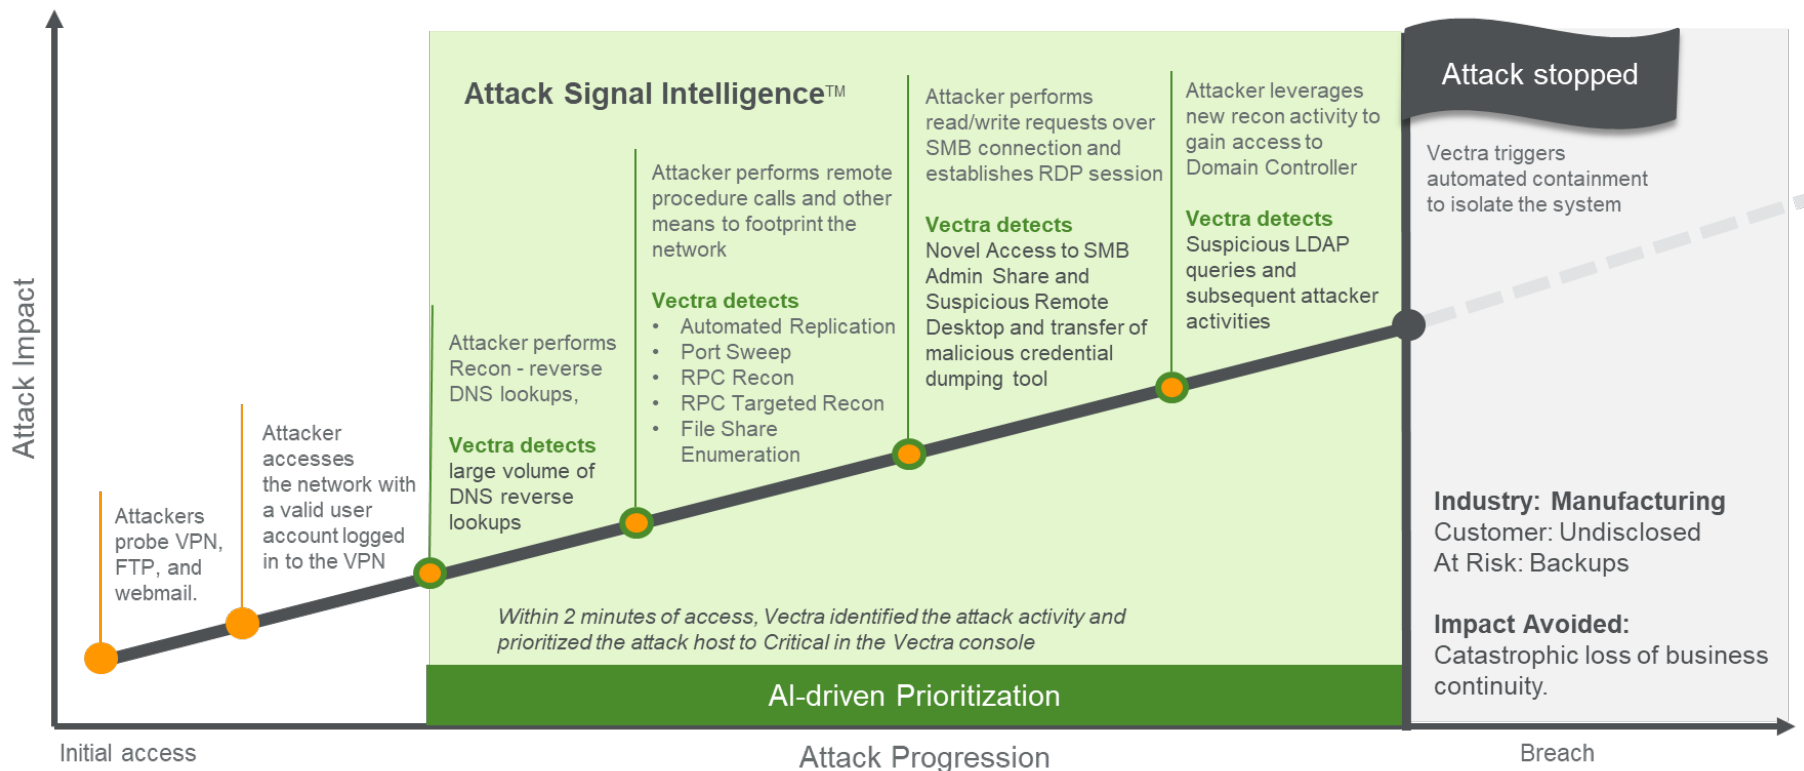 Attack Impact
Attack Signal Intelligence™
Attackers
probe VPN,
FTP, and
webmail.
Attacker
accesses
the network with
a valid user
account logged
in to the VPN
Attacker performs
Recon - reverse
DNS lookups,
Vectra detects
large volume of
DNS reverse
lookups
Attacker performs remote
procedure calls and other
means to footprint the
network
Vectra detects
• Automated Replication
• Port Sweep
• RPC Recon
• RPC Targeted Recon
• File Share
Enumeration
Attacker performs
read/write requests over
SMB connection and
establishes RDP session
Vectra detects
Novel Access to SMB
Admin Share and
Suspicious Remote
Desktop and transfer of
malicious credential
dumping tool
Attacker leverages
new recon activity to
gain access to
Domain Controller
Vectra detects
Suspicious LDAP
queries and
subsequent attacker
activities
Attack stopped
Vectra triggers
automated containment
to isolate the system
Industry: Manufacturing
Customer: Undisclosed
At Risk: Backups
Impact Avoided:
Catastrophic loss of business
continuity.
Within 2 minutes of access, Vectra identified the attack activity and
prioritized the attack host to Critical in the Vectra console
AI-driven Prioritization
Initial access
Attack Progression
Breach